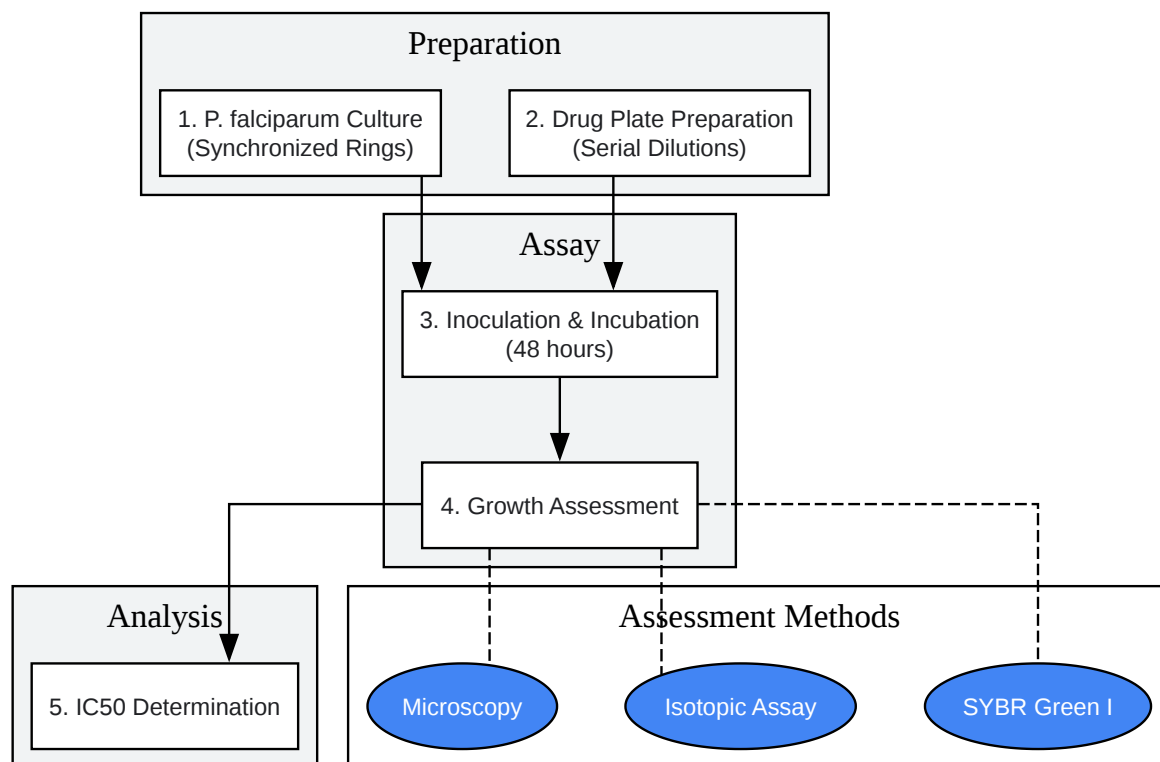 Preparation
1. P. falciparum Culture
(Synchronized Rings)
2. Drug Plate Preparation
(Serial Dilutions)
Assay
3. Inoculation & Incubation
(48 hours)
4. Growth Assessment
Analysis
5. IC50 Determination
Assessment Methods
Microscopy
Isotopic Assay
SYBR Green I